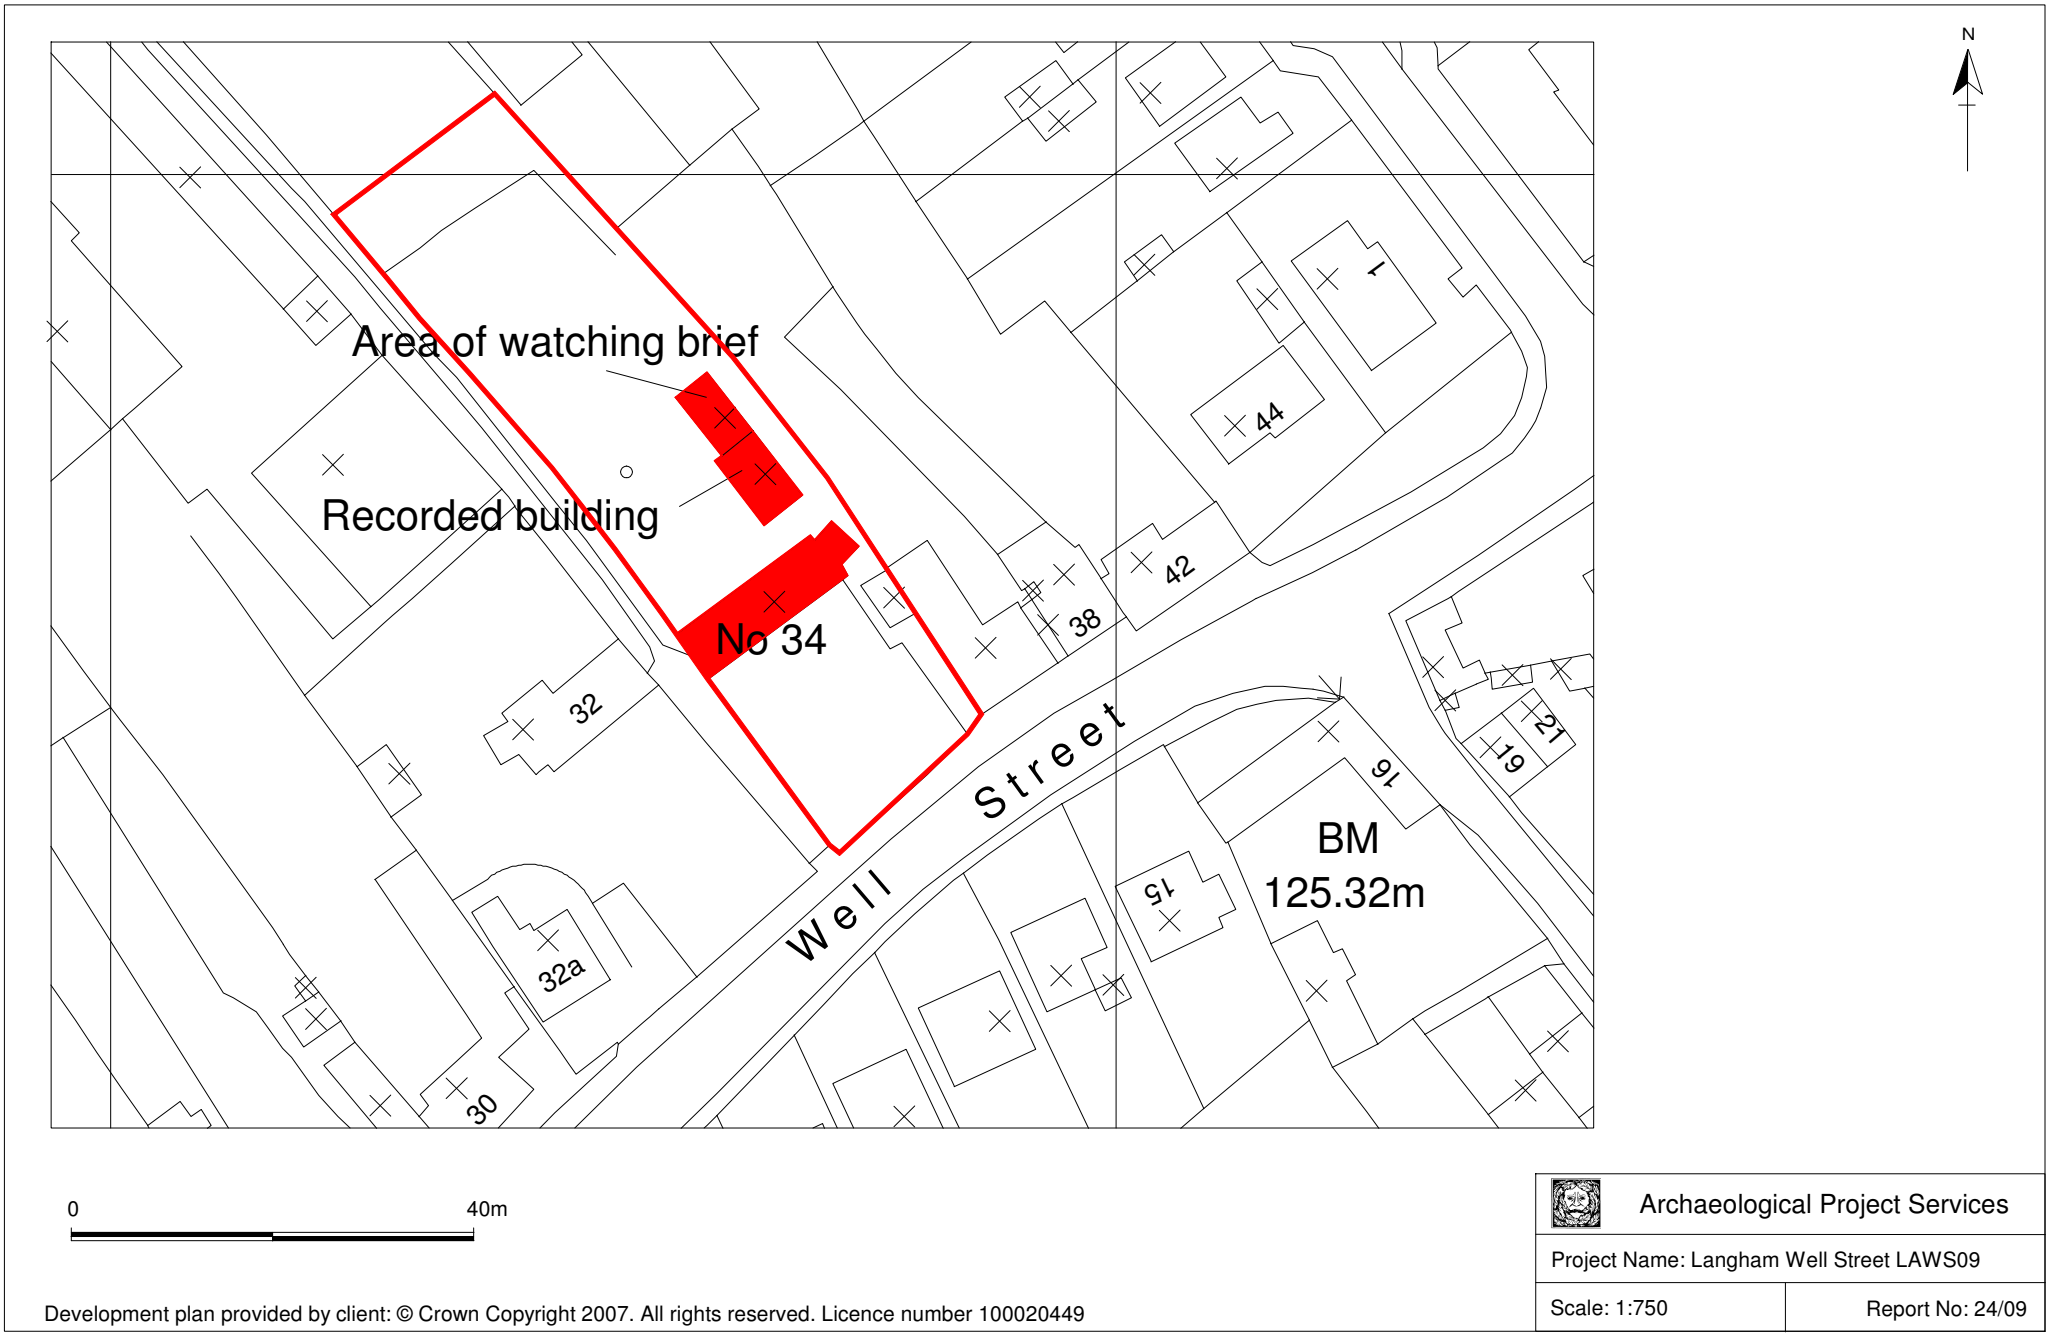 N
1
Area of watching brief
44
Recorded building
42
38
No 34
32
Well Street
21
19
16
BM
125.32m
15
32a
30
0 40m
Archaeological Project Services
Project Name: Langham Well Street LAWS09
Scale: 1:750
Report No: 24/09
Development plan provided by client: © Crown Copyright 2007. All rights reserved. Licence number 100020449